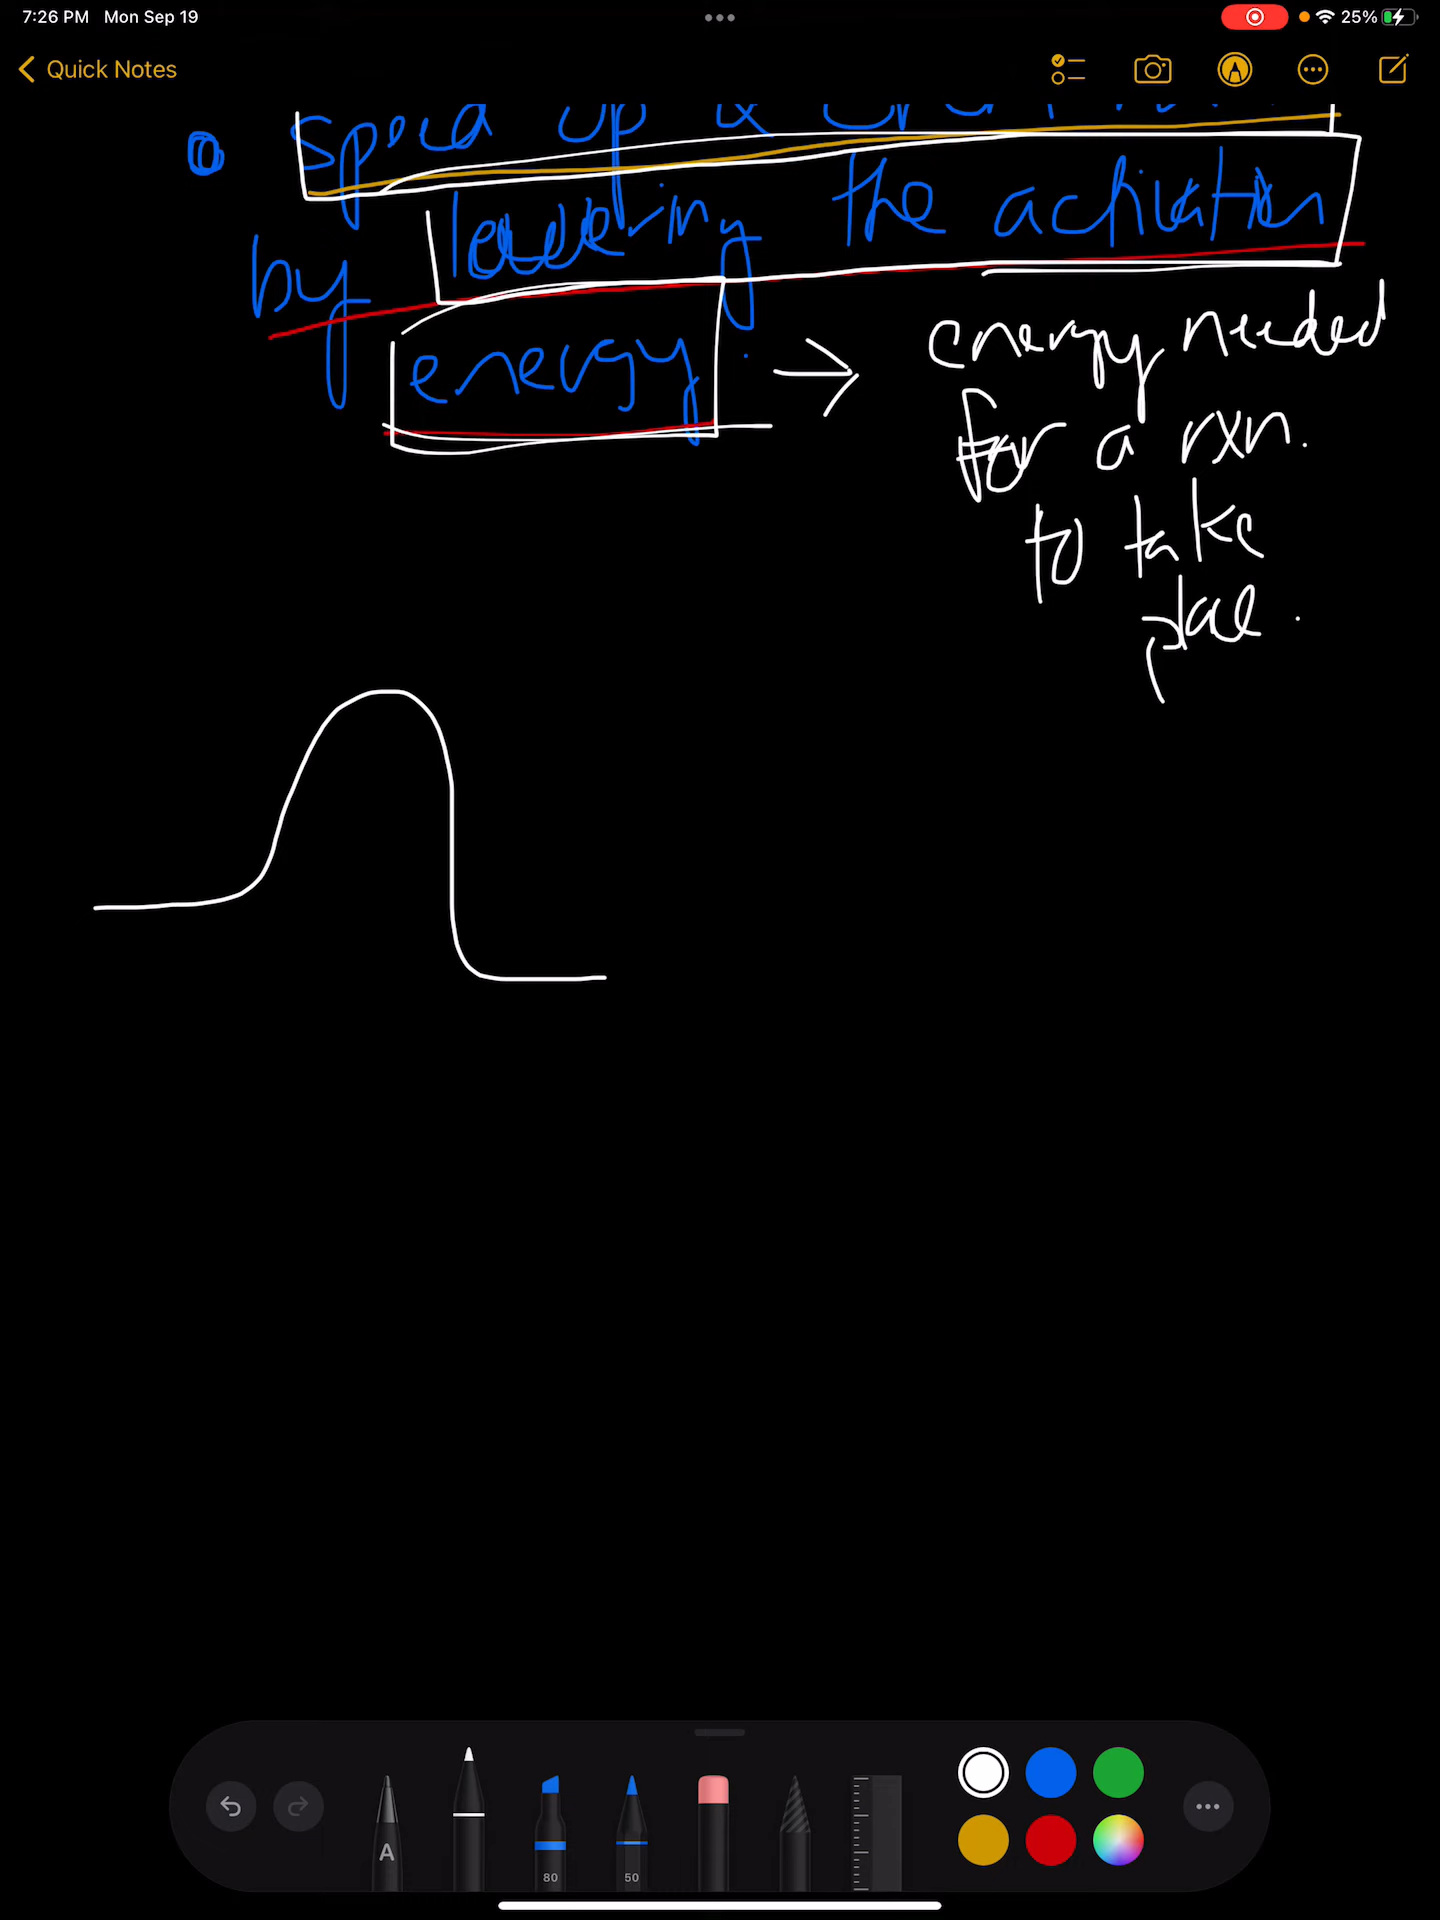 7:26 PM Mon Sep 19
25%
Quick Notes
speed up a
by lowering the activation
energy. → energy needed
for a rxn.
to take
place.
A
80
50